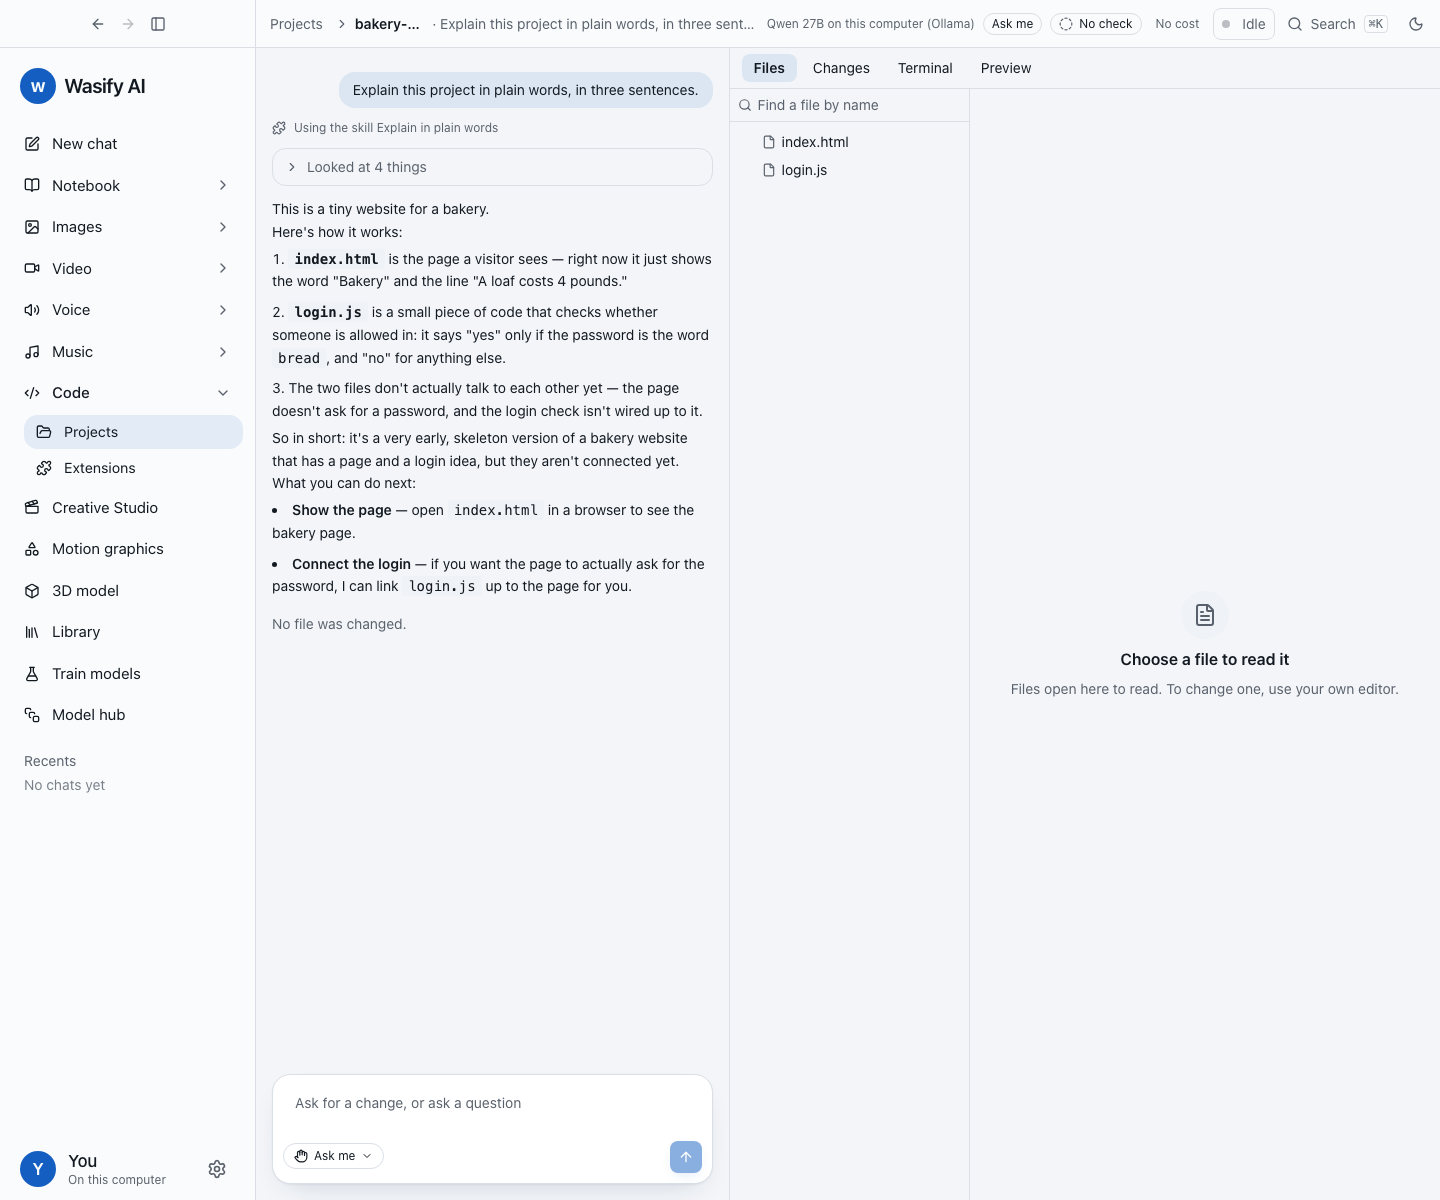 Projects
bakery-...
· Explain this project in plain words, in three sent...
Qwen 27B on this computer (Ollama)
Ask me
No check
No cost
Idle
Search
⌘K
W
Wasify AI
New chat
Notebook
Images
Video
Voice
Music
Code
Projects
Extensions
Creative Studio
Motion graphics
3D model
Library
Train models
Model hub
Recents
No chats yet
Y
You
On this computer
Explain this project in plain words, in three sentences.
Using the skill Explain in plain words
Looked at 4 things
This is a tiny website for a bakery.
Here's how it works:
1. index.html is the page a visitor sees — right now it just shows
the word "Bakery" and the line "A loaf costs 4 pounds."
2. login.js is a small piece of code that checks whether
someone is allowed in: it says "yes" only if the password is the word
bread , and "no" for anything else.
3. The two files don't actually talk to each other yet — the page
doesn't ask for a password, and the login check isn't wired up to it.
So in short: it's a very early, skeleton version of a bakery website
that has a page and a login idea, but they aren't connected yet.
What you can do next:
• Show the page — open index.html in a browser to see the
bakery page.
• Connect the login — if you want the page to actually ask for the
password, I can link login.js up to the page for you.
No file was changed.
Ask for a change, or ask a question
Ask me
Files
Changes
Terminal
Preview
Find a file by name
index.html
login.js
Choose a file to read it
Files open here to read. To change one, use your own editor.